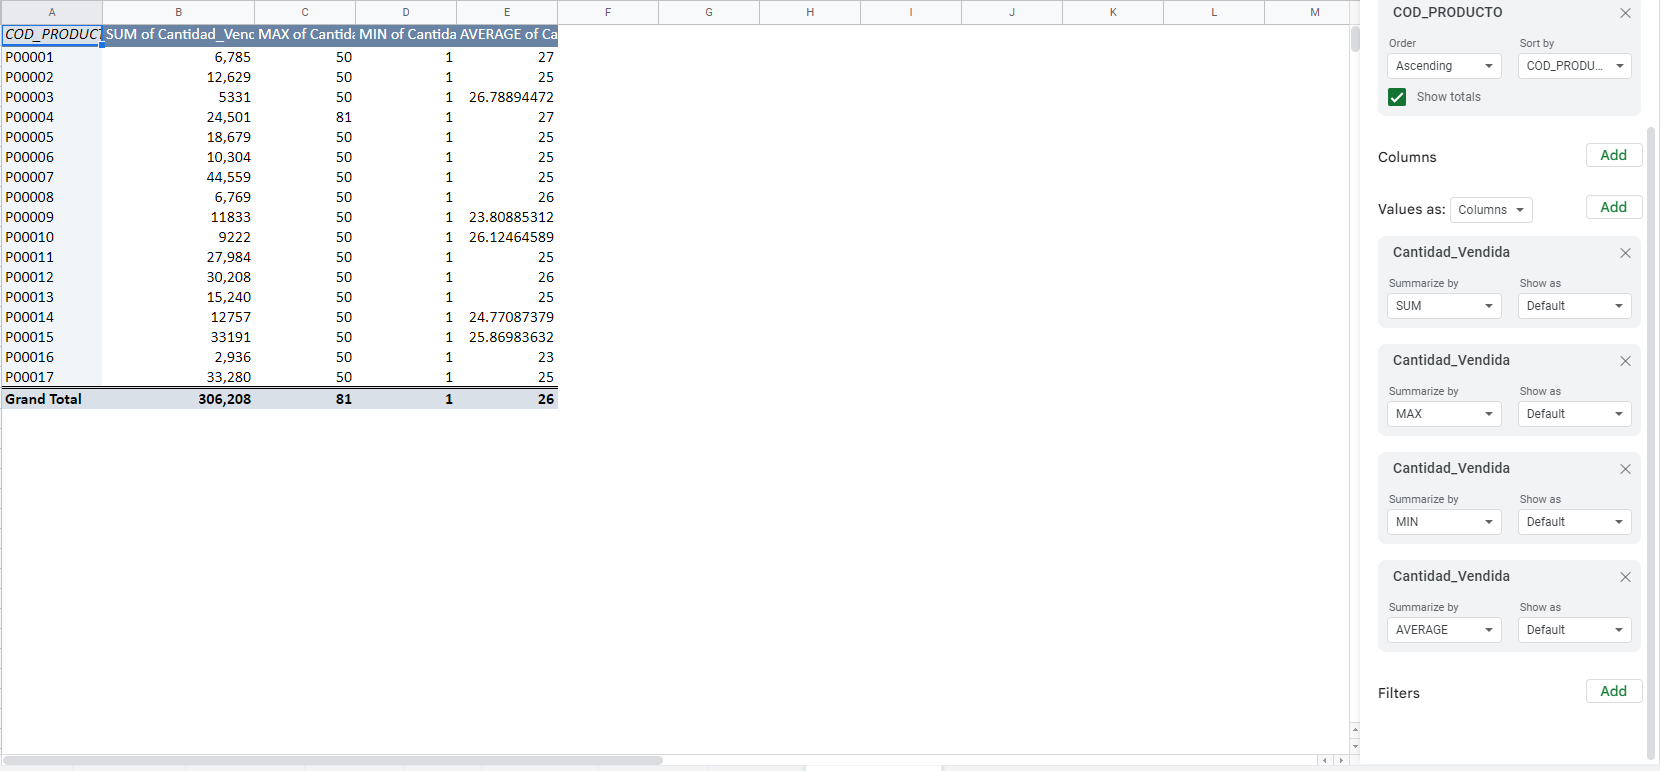 A B C D E F G H I J K L M
COD_PRODUCT SUM of Cantidad_Venc MAX of Cantida MIN of Cantida AVERAGE of Ca
P00001 6,785 50 1 27
P00002 12,629 50 1 25
P00003 5331 50 1 26.78894472
P00004 24,501 81 1 27
P00005 18,679 50 1 25
P00006 10,304 50 1 25
P00007 44,559 50 1 25
P00008 6,769 50 1 26
P00009 11833 50 1 23.80885312
P00010 9222 50 1 26.12464589
P00011 27,984 50 1 25
P00012 30,208 50 1 26
P00013 15,240 50 1 25
P00014 12757 50 1 24.77087379
P00015 33191 50 1 25.86983632
P00016 2,936 50 1 23
P00017 33,280 50 1 25
Grand Total 306,208 81 1 26
COD_PRODUCTO
Order Sort by
Ascending COD_PRODU...
Show totals
Columns Add
Values as: Columns Add
Cantidad_Vendida
Summarize by Show as
SUM Default
Cantidad_Vendida
Summarize by Show as
MAX Default
Cantidad_Vendida
Summarize by Show as
MIN Default
Cantidad_Vendida
Summarize by Show as
AVERAGE Default
Filters Add